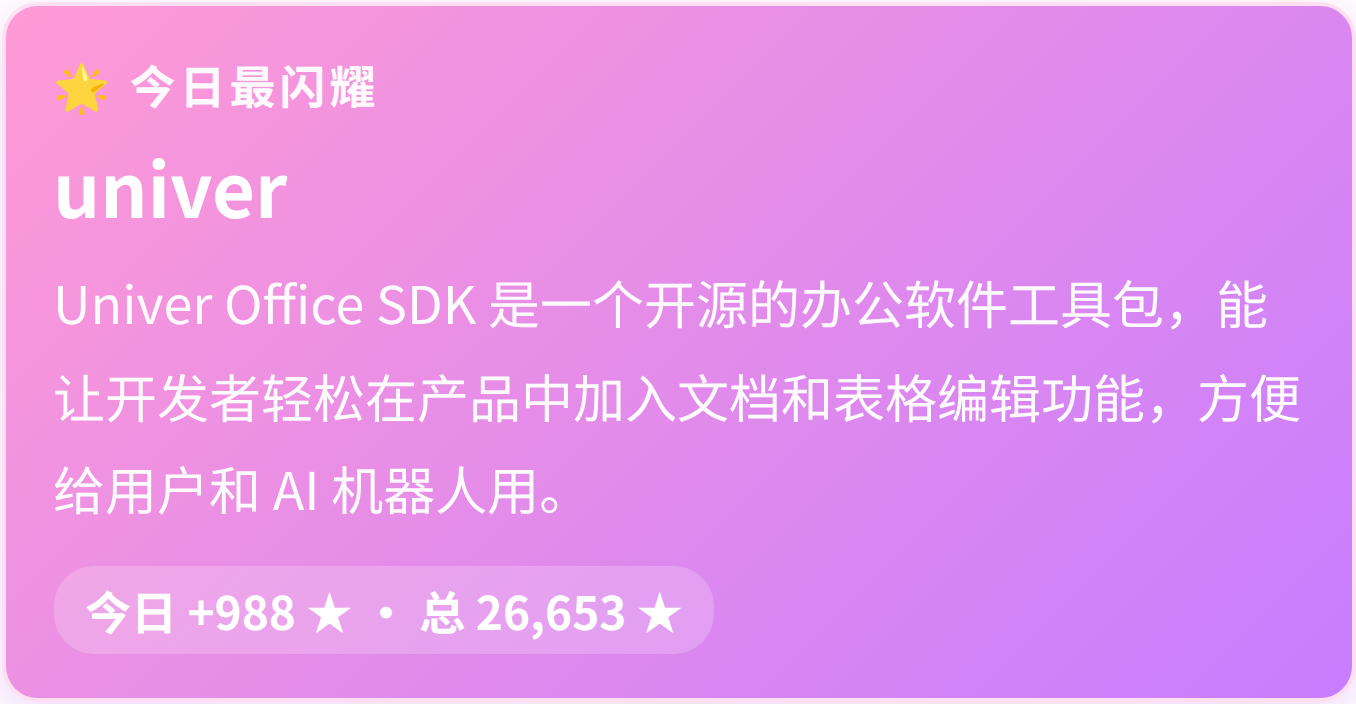 🌟 今日最闪耀
univer
Univer Office SDK 是一个开源的办公软件工具包，能
让开发者轻松在产品中加入文档和表格编辑功能，方便
给用户和 AI 机器人用。
今日 +988 ★ · 总 26,653 ★